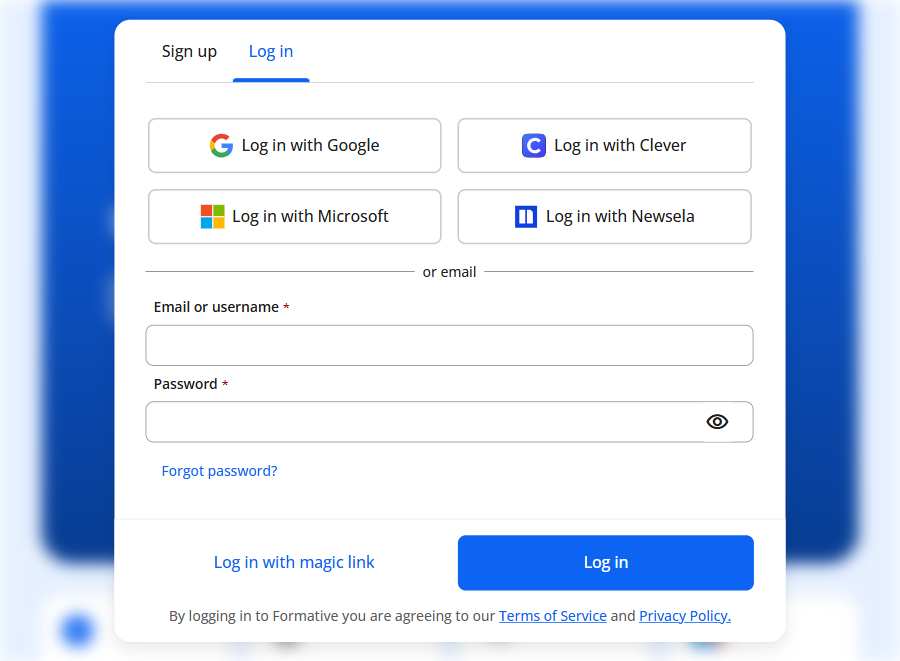 Sign up
Log in
Log in with Google
Log in with Clever
Log in with Microsoft
Log in with Newsela
or email
Email or username *
Password *
Forgot password?
Log in with magic link
Log in
By logging in to Formative you are agreeing to our Terms of Service and Privacy Policy.